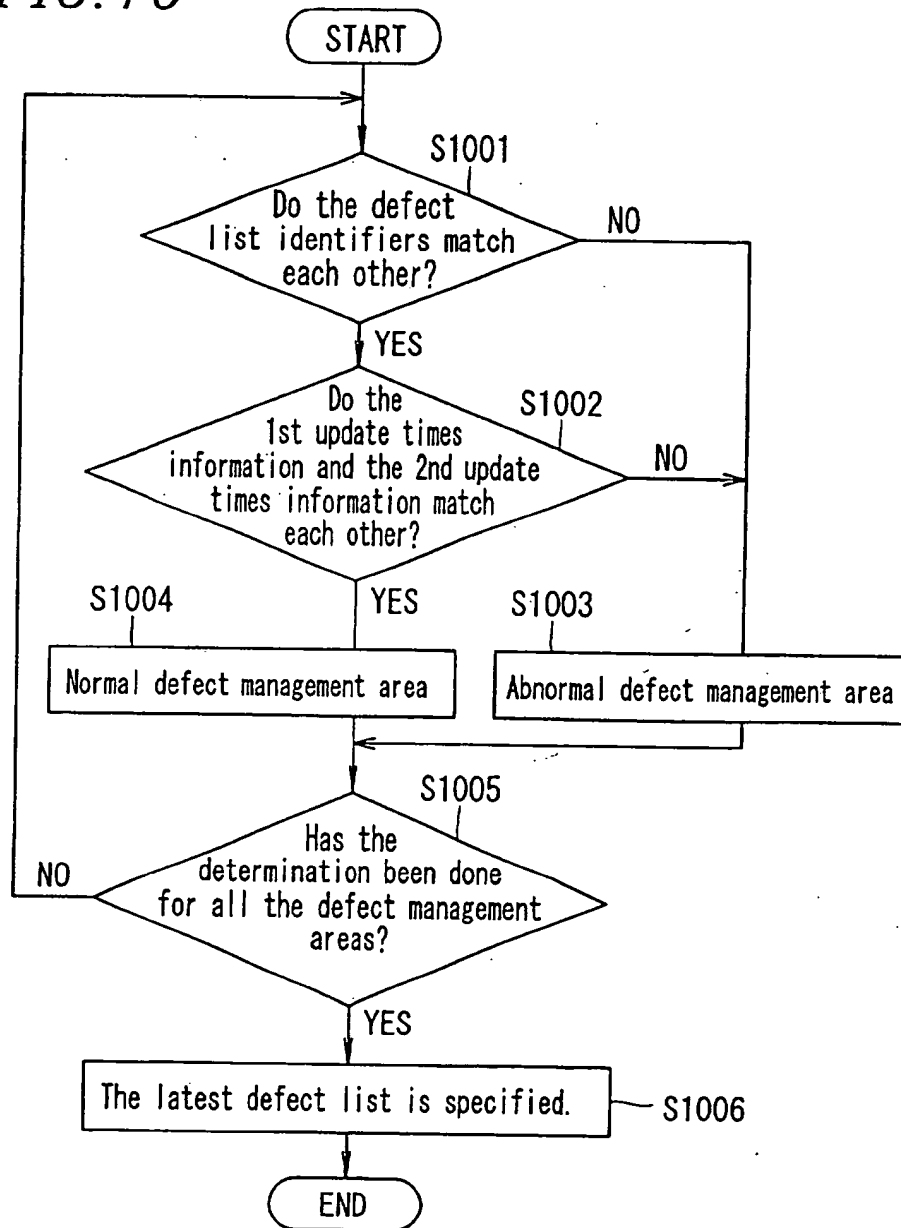 START
S1001
Do the defect
list identifiers match
each other?
NO
YES
Do the
1st update times
information and the 2nd update
times information match
each other?
S1002
NO
YES
S1004
Normal defect management area
S1003
Abnormal defect management area
S1005
Has the
determination been done
for all the defect management
areas?
NO
YES
The latest defect list is specified.
S1006
END